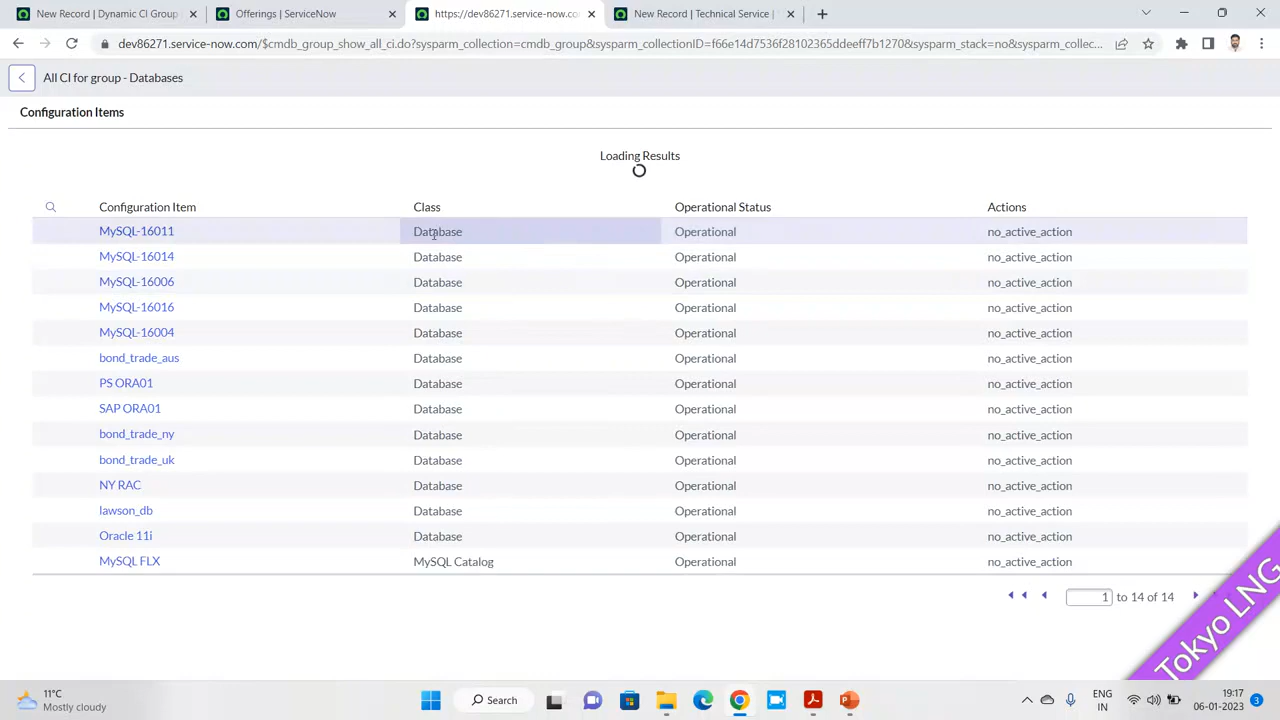 New Record | Dynamic CI Group
Offerings | ServiceNow
https://dev86271.service-now.co
New Record | Technical Service |
dev86271.service-now.com/$cmdb_group_show_all_ci.do?sysparm_collection=cmdb_group&sysparm_collectionID=f66e14d7536f28102365ddeeff7b1270&sysparm_stack=no&sysparm_collec...
All CI for group - Databases
Configuration Items
Loading Results
Configuration Item Class Operational Status Actions
MySQL-16011 Database Operational no_active_action
MySQL-16014 Database Operational no_active_action
MySQL-16006 Database Operational no_active_action
MySQL-16016 Database Operational no_active_action
MySQL-16004 Database Operational no_active_action
bond_trade_aus Database Operational no_active_action
PS ORA01 Database Operational no_active_action
SAP ORA01 Database Operational no_active_action
bond_trade_ny Database Operational no_active_action
bond_trade_uk Database Operational no_active_action
NY RAC Database Operational no_active_action
lawson_db Database Operational no_active_action
Oracle 11i Database Operational no_active_action
MySQL FLX MySQL Catalog Operational no_active_action
1 to 14 of 14
Tokyo LNG
11°C
Mostly cloudy
Search
ENG
IN
19:17
06-01-2023
3